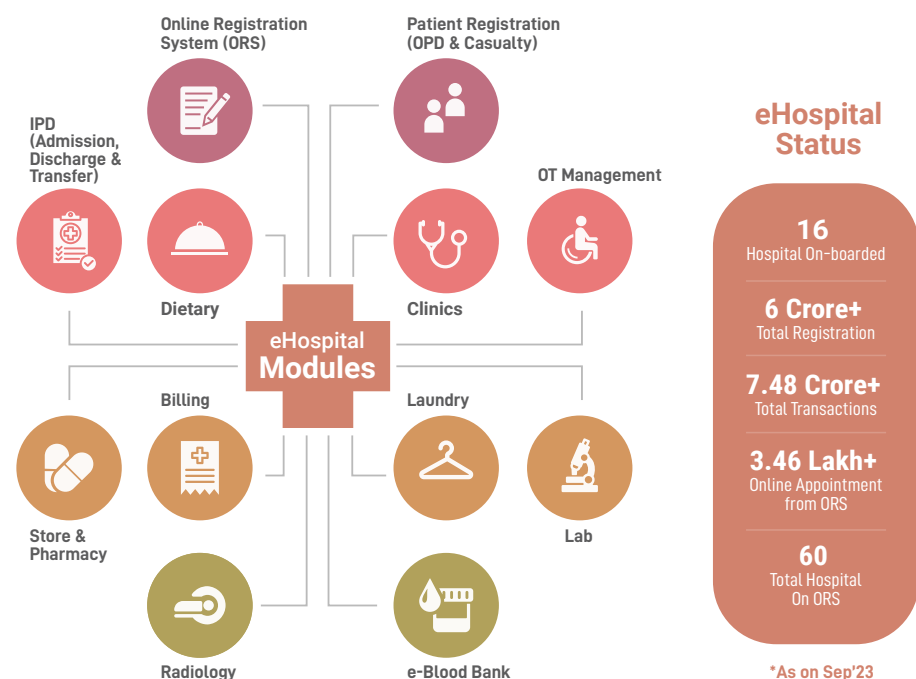 Online Registration
System (ORS)
Patient Registration
(OPD & Casualty)
IPD
(Admission,
Discharge &
Transfer)
OT Management
Dietary
Clinics
eHospital
Modules
Billing
Laundry
Store &
Pharmacy
Lab
Radiology
e-Blood Bank
eHospital
Status
16
Hospital On-boarded
6 Crore+
Total Registration
7.48 Crore+
Total Transactions
3.46 Lakh+
Online Appointment
from ORS
60
Total Hospital
On ORS
*As on Sep'23